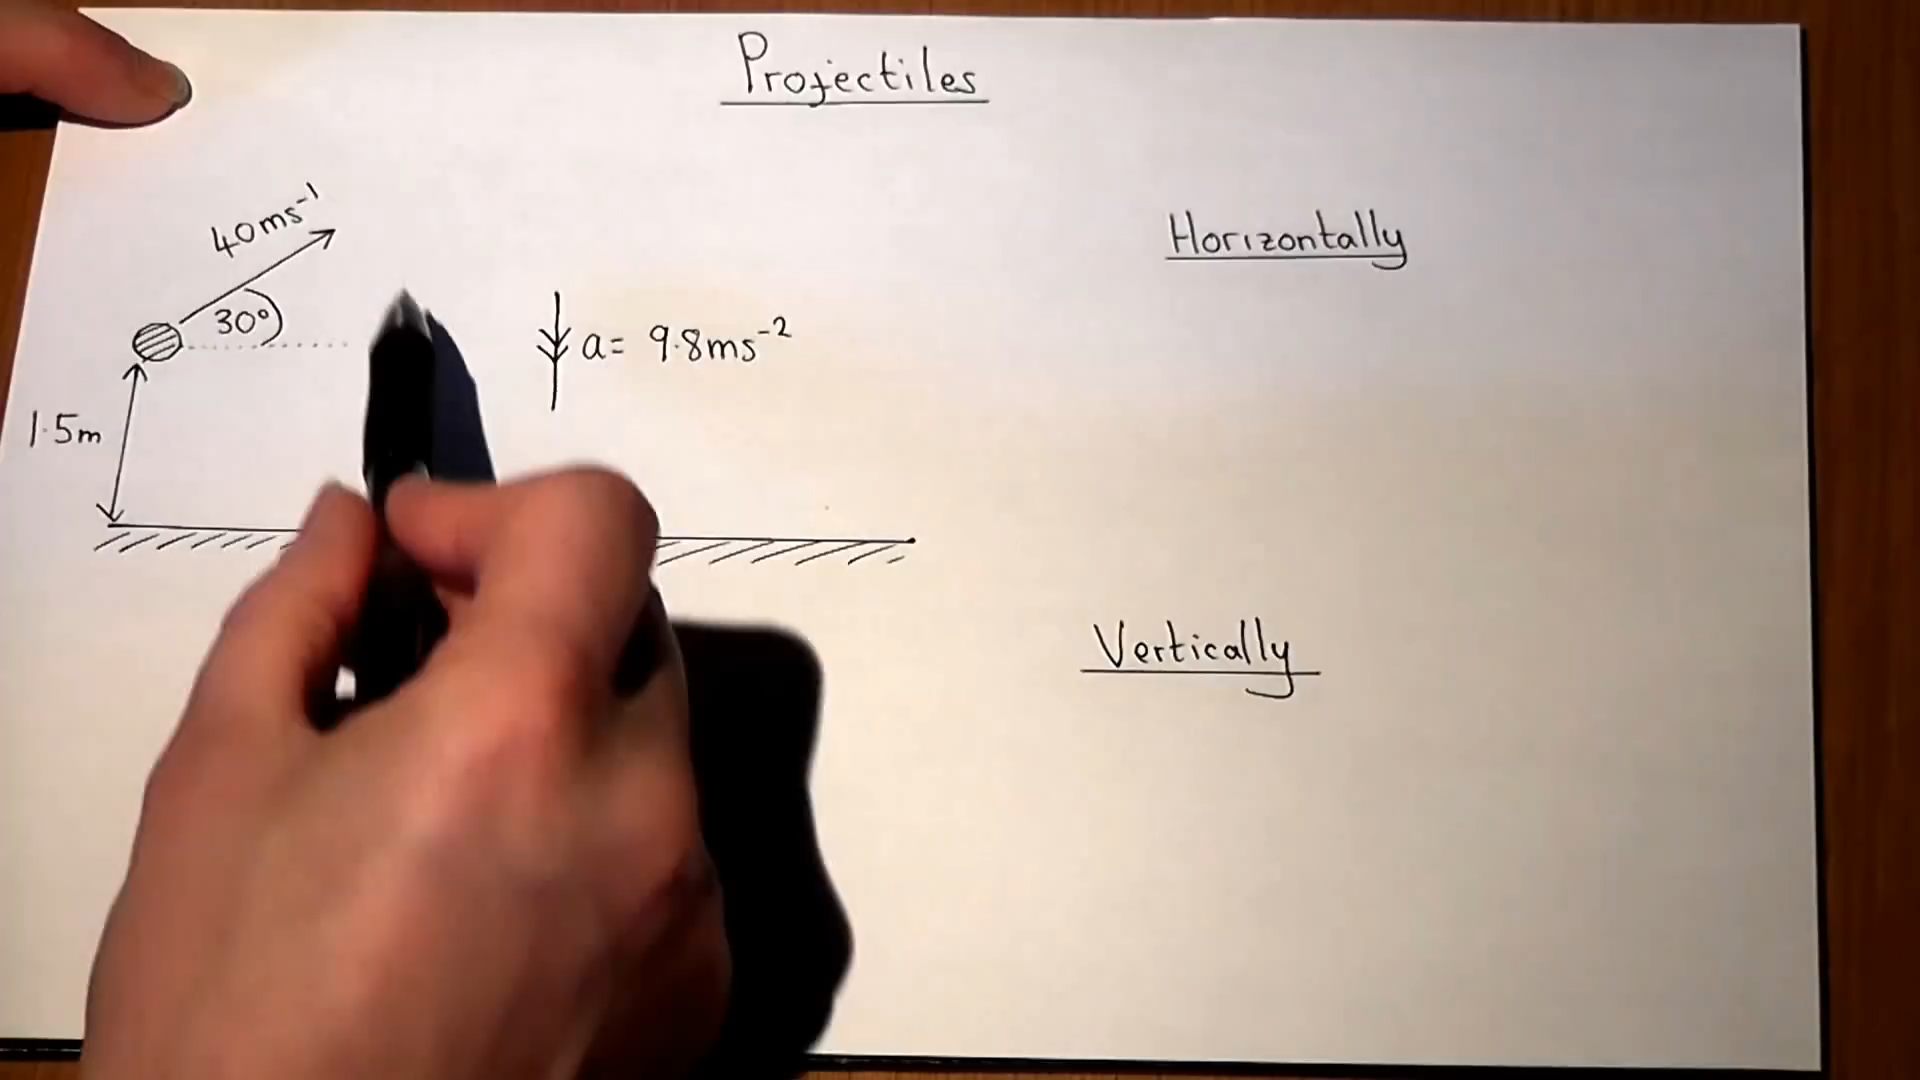 Projectiles
40ms⁻¹
30°
1.5m
a= 9.8ms⁻²
Horizontally
Vertically